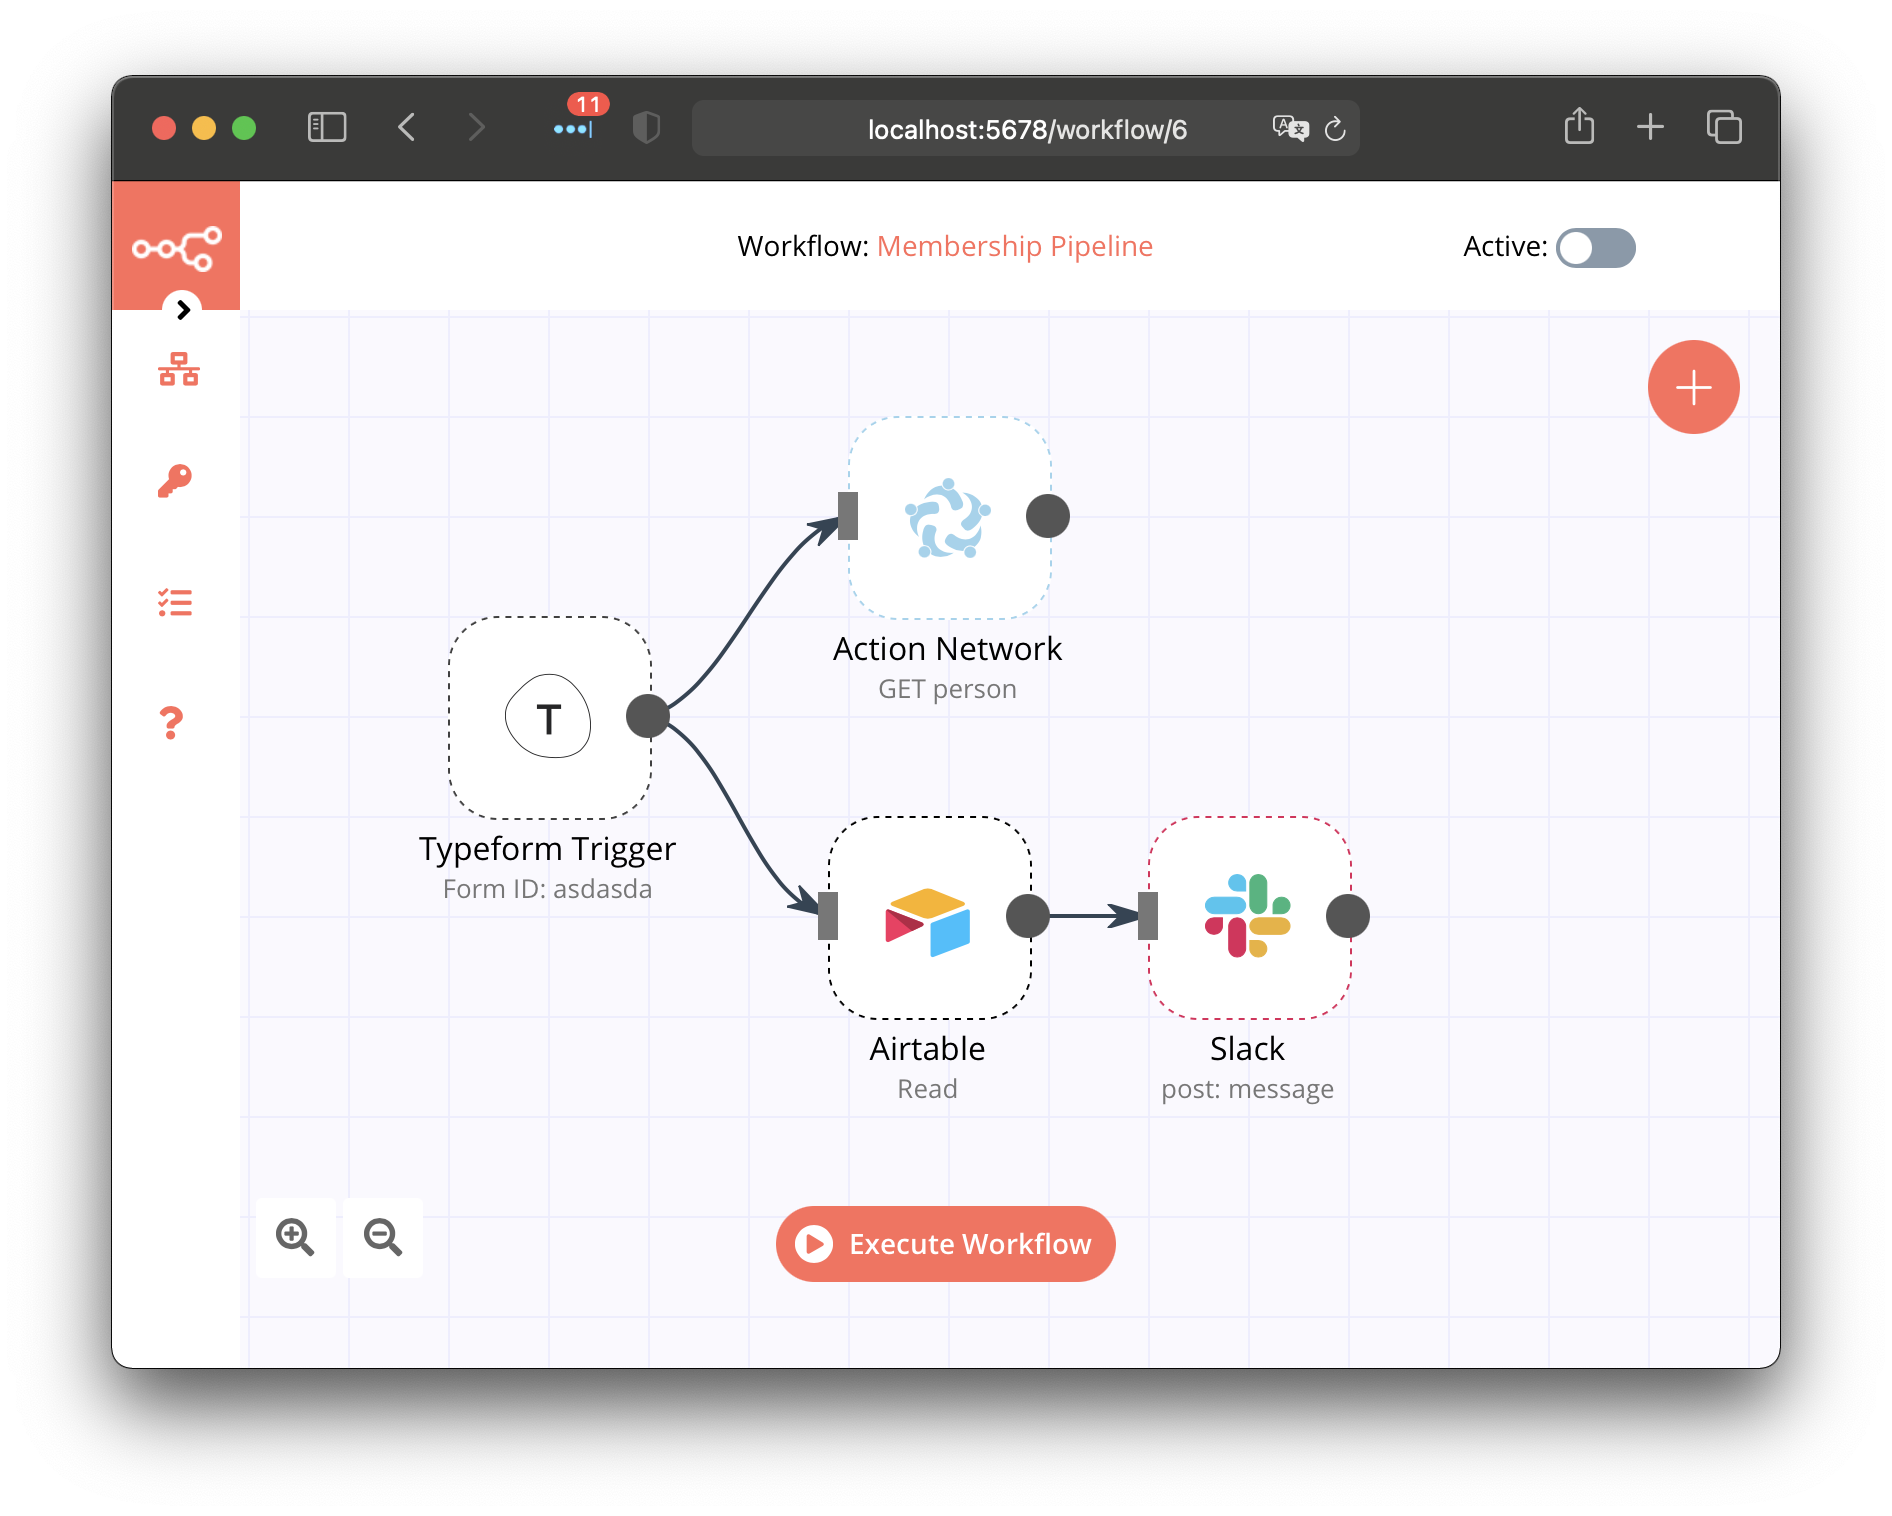 11
localhost:5678/workflow/6
Workflow: Membership Pipeline
Active:
Action Network
GET person
T
Typeform Trigger
Form ID: asdasda
Airtable
Read
Slack
post: message
Execute Workflow